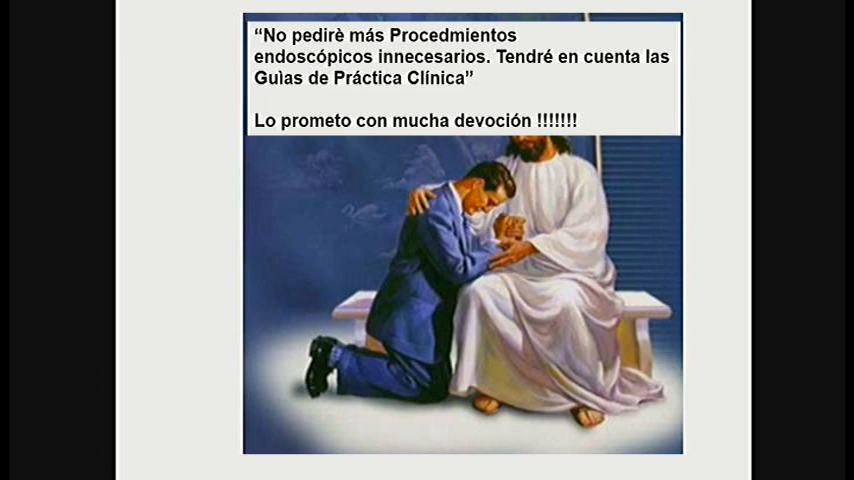 “No pedirè más Procedmientos
endoscópicos innecesarios. Tendré en cuenta las
Guìas de Práctica Clínica”
Lo prometo con mucha devoción !!!!!!!